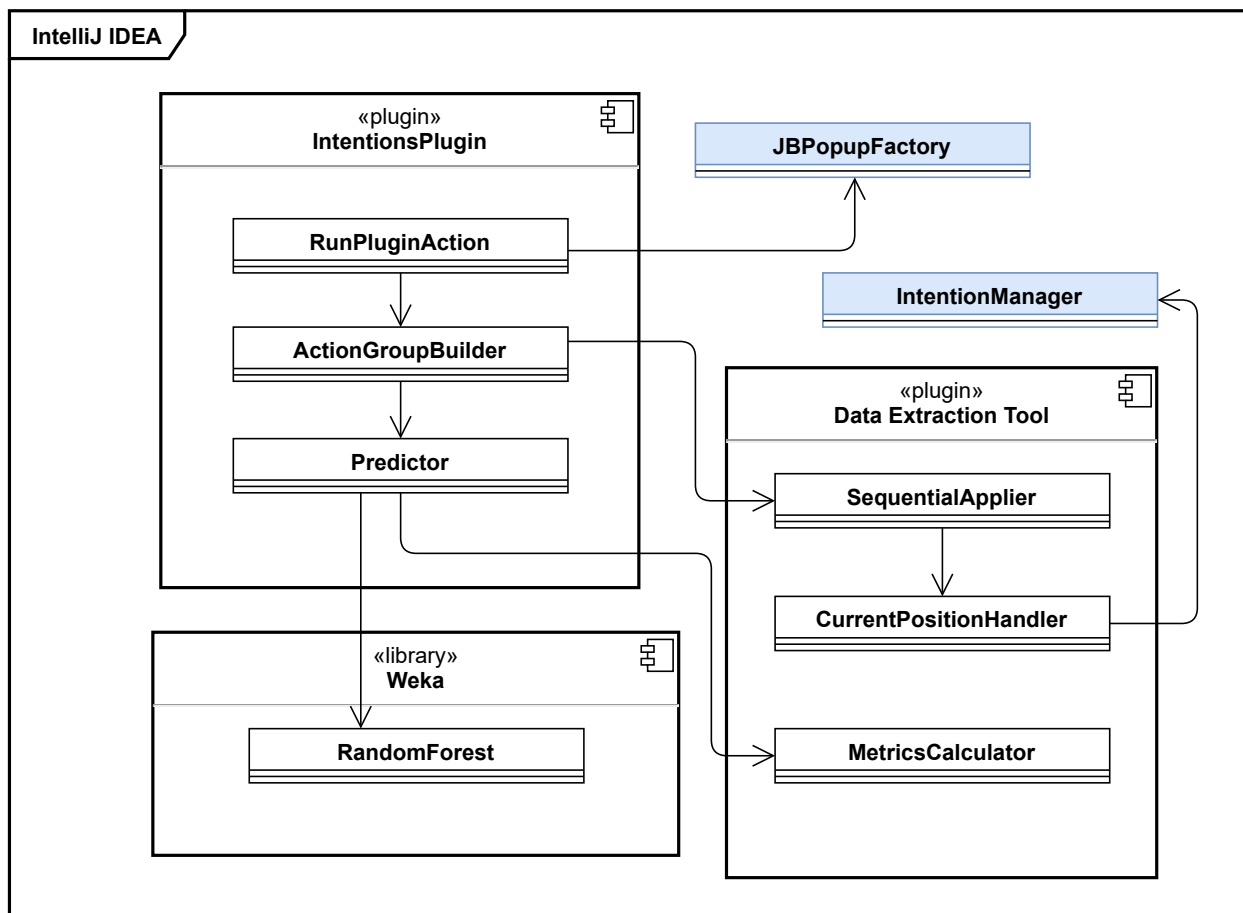 IntelliJ IDEA
«plugin»
IntentionsPlugin
JBPopupFactory
RunPluginAction
IntentionManager
ActionGroupBuilder
«plugin»
Data Extraction Tool
Predictor
SequentialApplier
CurrentPositionHandler
«library»
Weka
RandomForest
MetricsCalculator